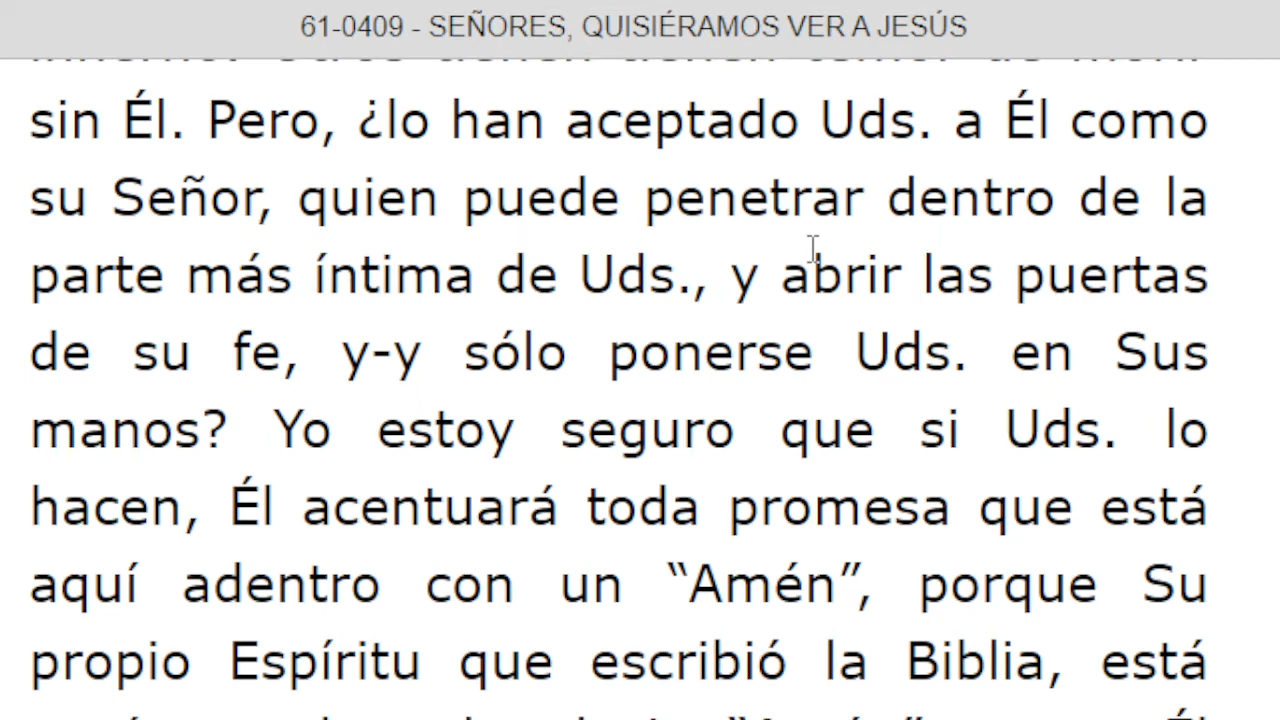 61-0409 - SEÑORES, QUISIÉRAMOS VER A JESÚS
sin Él. Pero, ¿lo han aceptado Uds. a Él como
su Señor, quien puede penetrar dentro de la
parte más íntima de Uds., y abrir las puertas
de su fe, y-y sólo ponerse Uds. en Sus
manos? Yo estoy seguro que si Uds. lo
hacen, Él acentuará toda promesa que está
aquí adentro con un “Amén”, porque Su
propio Espíritu que escribió la Biblia, está